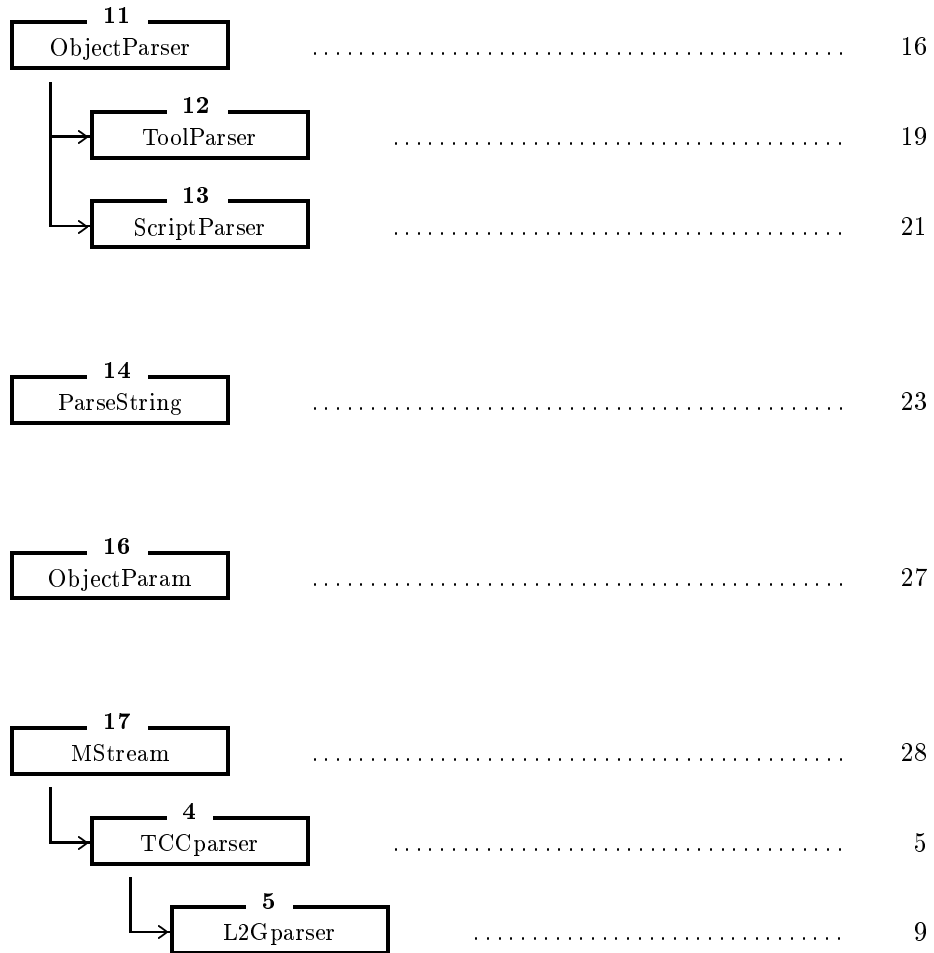 11
ObjectParser ........................................... 16
12
ToolParser ..................................... 19
13
ScriptParser ..................................... 21
14
ParseString ........................................... 23
16
ObjectParam ........................................... 27
17
MStream ........................................... 28
4
TCCparser ..................................... 5
5
L2Gparser .............................. 9